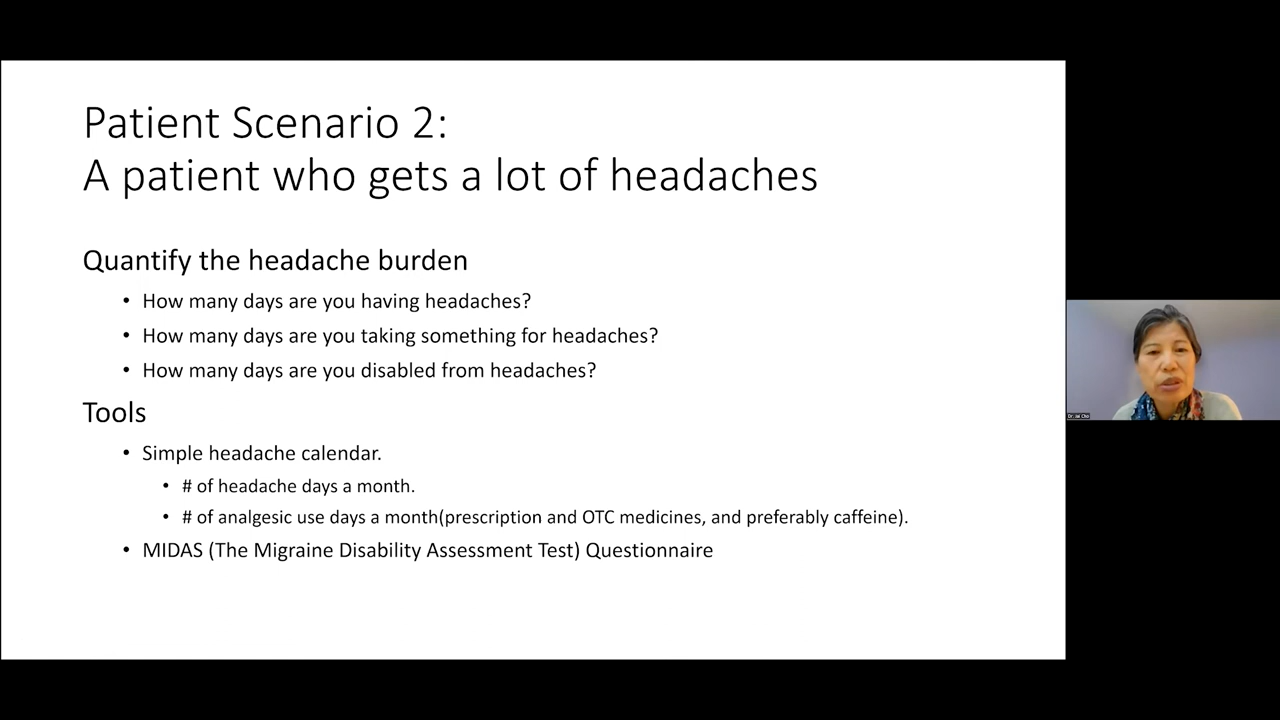 Patient Scenario 2:
A patient who gets a lot of headaches
Quantify the headache burden
• How many days are you having headaches?
• How many days are you taking something for headaches?
• How many days are you disabled from headaches?
Tools
• Simple headache calendar.
• # of headache days a month.
• # of analgesic use days a month(prescription and OTC medicines, and preferably caffeine).
• MIDAS (The Migraine Disability Assessment Test) Questionnaire
Dr. Jai Cho